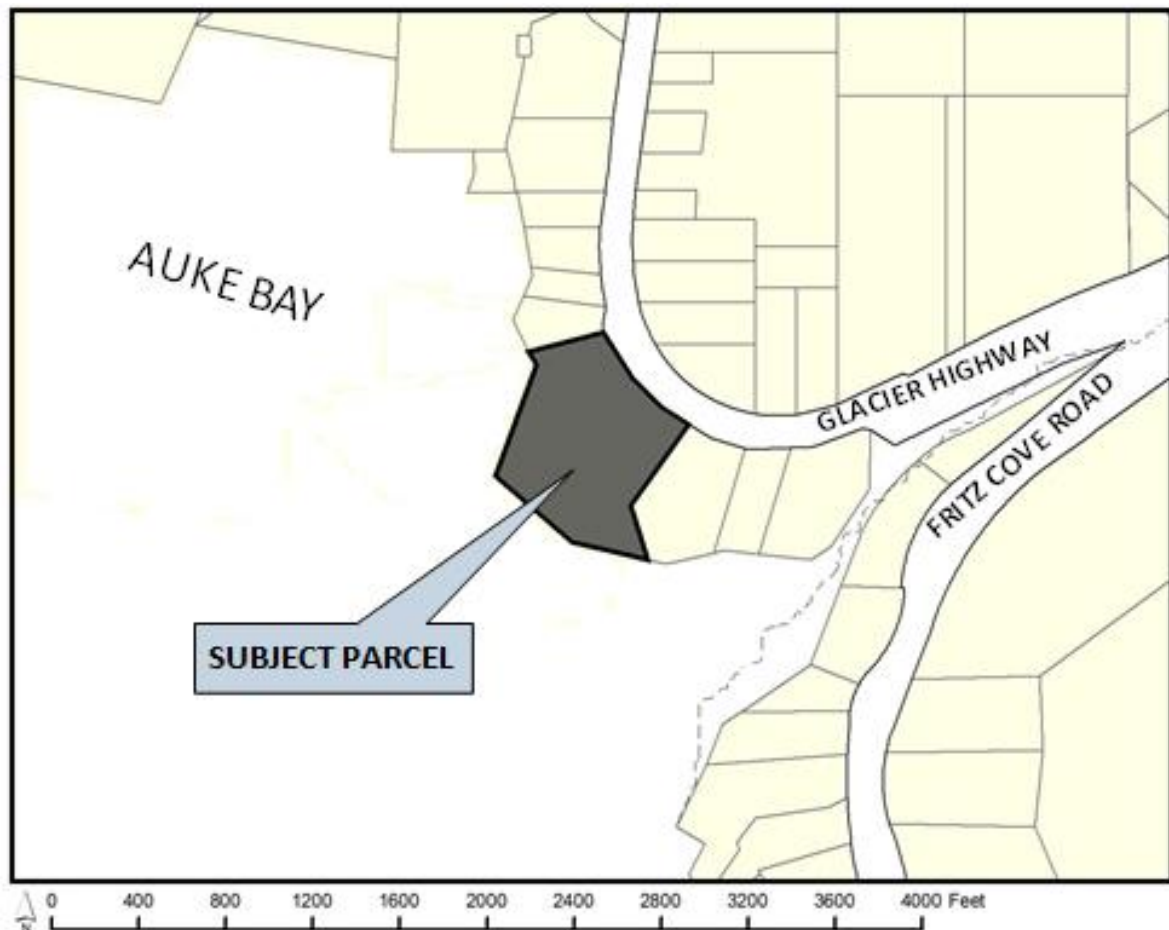 AUKE BAY
GLACIER HIGHWAY
FRITZ COVE ROAD
SUBJECT PARCEL
0 400 800 1200 1600 2000 2400 2800 3200 3600 4000 Feet